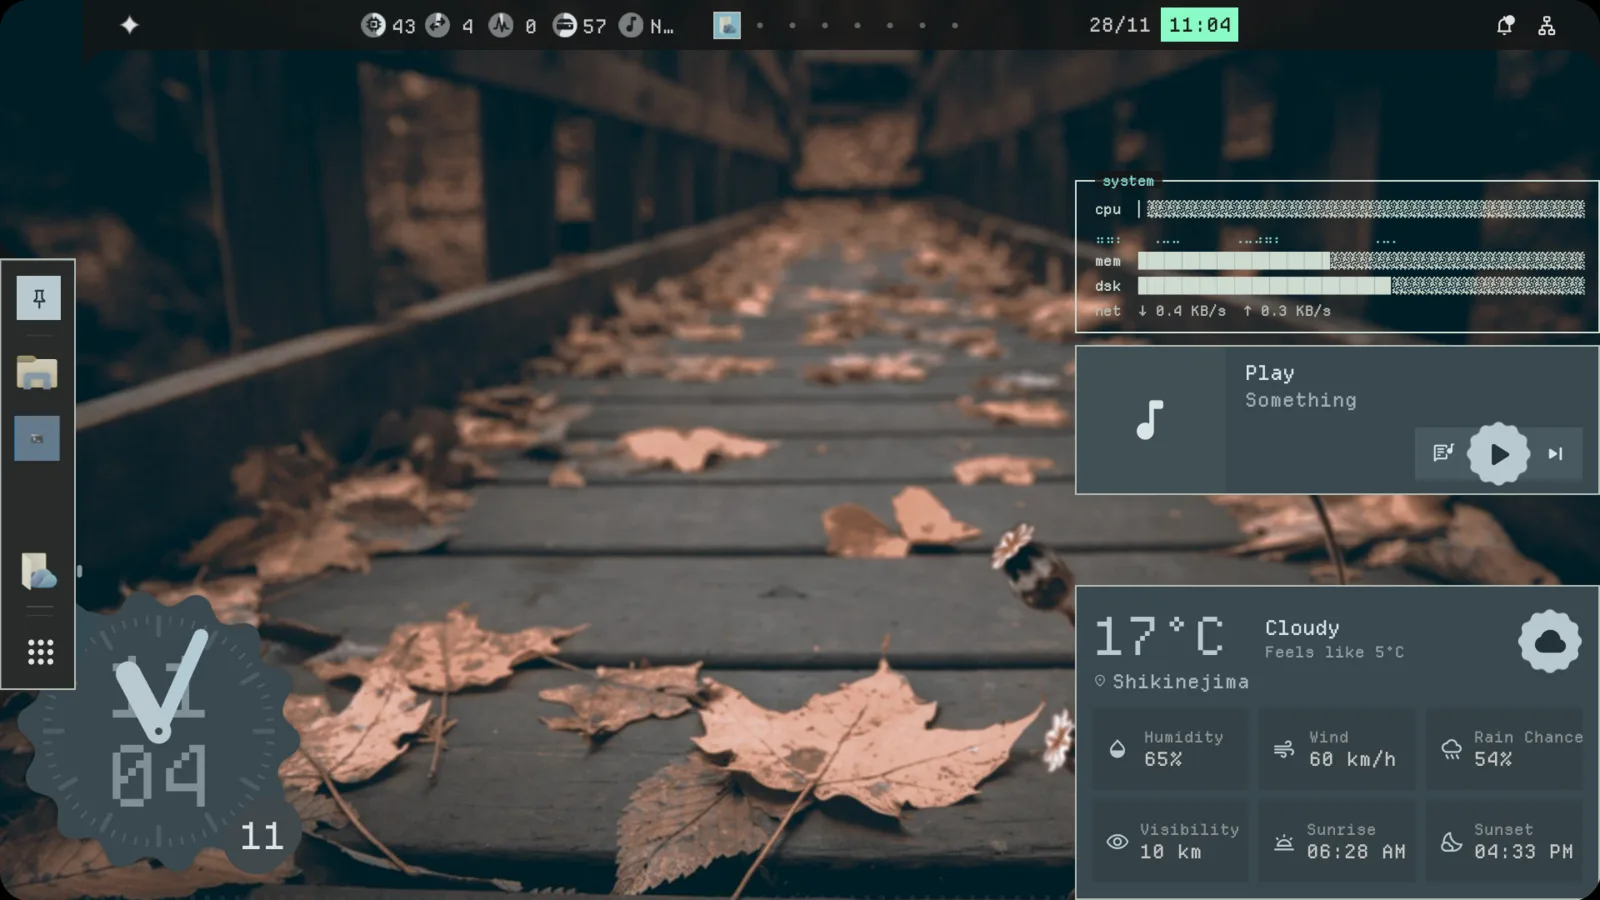 43 4 0 57 N...
28/11 11:04
system
cpu
mem
dsk
net ↓ 0.4 KB/s ↑ 0.3 KB/s
Play
Something
17°C
Cloudy
Feels like 5°C
Shikinejima
Humidity
65%
Wind
60 km/h
Rain Chance
54%
Visibility
10 km
Sunrise
06:28 AM
Sunset
04:33 PM
11
04
11